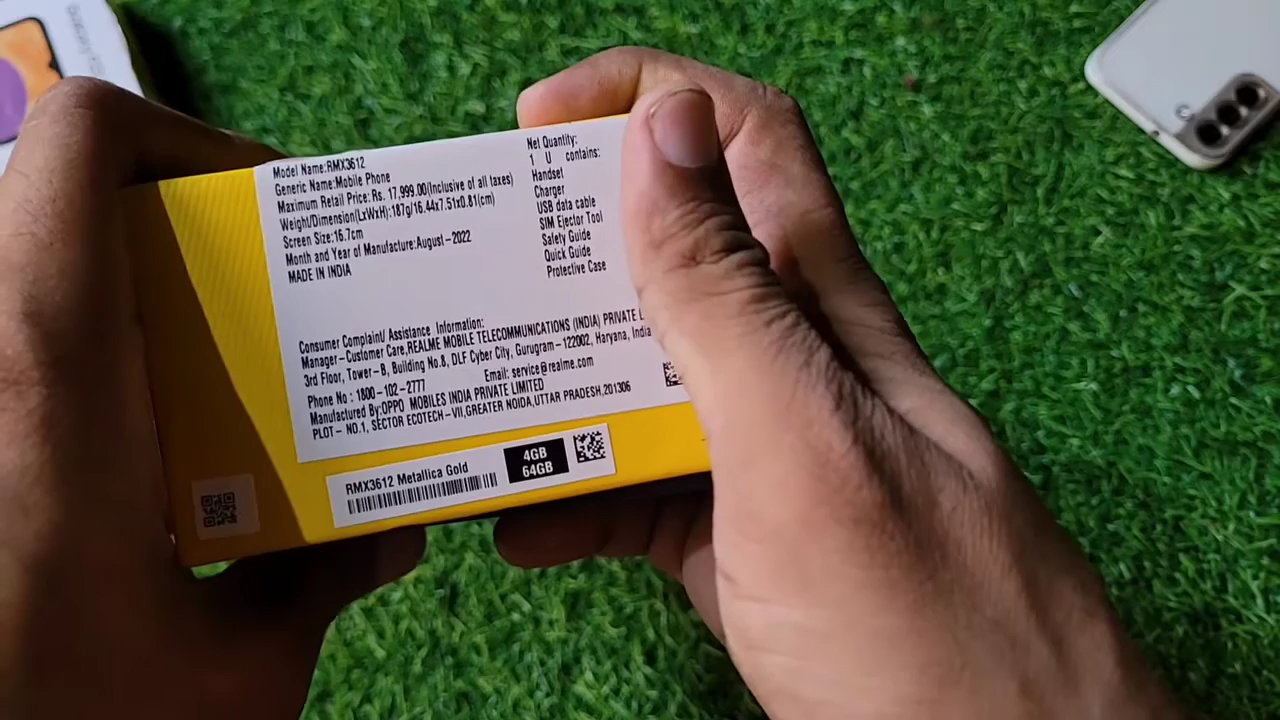 Model Name:RMX3612
Generic Name:Mobile Phone
Maximum Retail Price: Rs. 17,999.00(Inclusive of all taxes)
Weight/Dimension(LxWxH):187g/16.44x7.51x0.81(cm)
Screen Size:16.7cm
Month and Year of Manufacture:August-2022
MADE IN INDIA
Net Quantity:
1 U contains:
Handset
Charger
USB data cable
SIM Ejector Tool
Safety Guide
Quick Guide
Protective Case
Consumer Complaint/ Assistance Information:
Manager-Customer Care,REALME MOBILE TELECOMMUNICATIONS (INDIA) PRIVATE L
3rd Floor, Tower-B, Building No.8, DLF Cyber City, Gurugram-122002, Haryana, India
Phone No : 1800-102-2777 Email: service@realme.com
Manufactured By:OPPO MOBILES INDIA PRIVATE LIMITED
PLOT- NO.1, SECTOR ECOTECH-VII,GREATER NOIDA,UTTAR PRADESH,201306
RMX3612 Metallica Gold
4GB
64GB